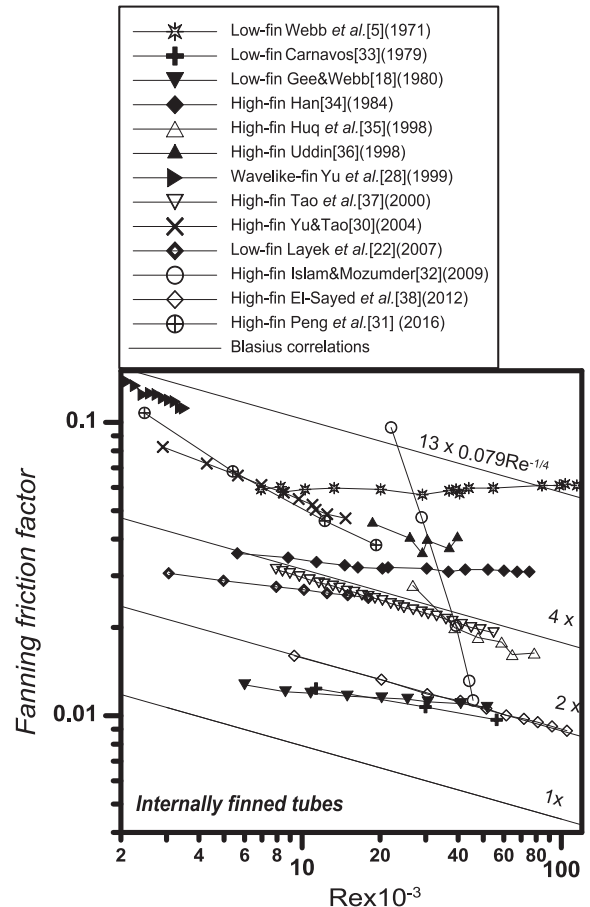 Low-fin Webb et al.[5](1971)
Low-fin Carnavos[33](1979)
Low-fin Gee&Webb[18](1980)
High-fin Han[34](1984)
High-fin Huq et al.[35](1998)
High-fin Uddin[36](1998)
Wavelike-fin Yu et al.[28](1999)
High-fin Tao et al.[37](2000)
High-fin Yu&Tao[30](2004)
Low-fin Layek et al.[22](2007)
High-fin Islam&Mozumder[32](2009)
High-fin El-Sayed et al.[38](2012)
High-fin Peng et al.[31] (2016)
Blasius correlations
0.1
0.01
Fanning friction factor
13 x 0.079Re^-1/4
4 x
2 x
1x
Internally finned tubes
2 4 6 8 10 20 40 60 80 100
Rex10^-3